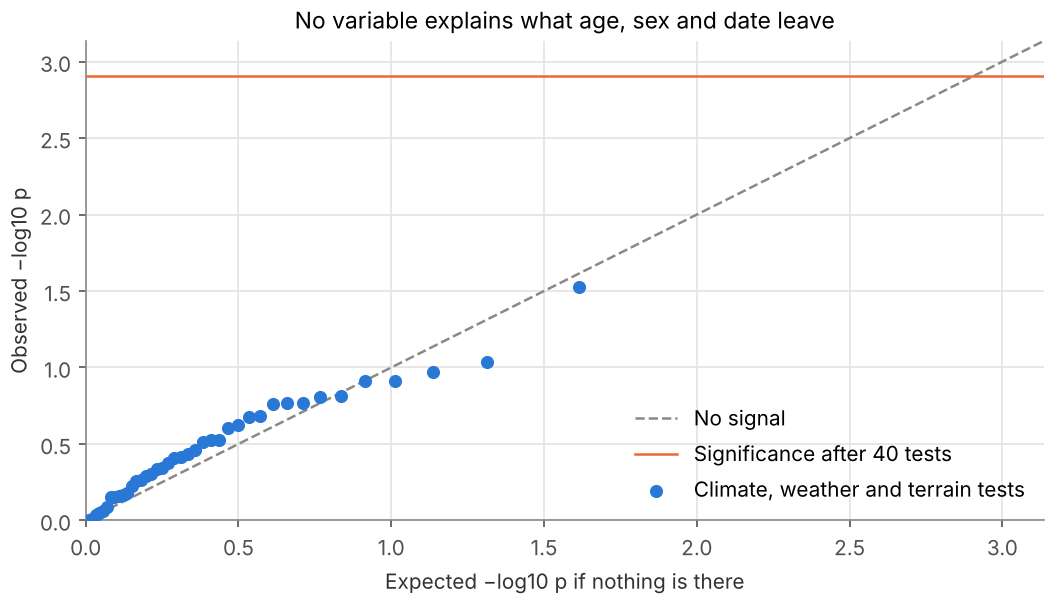 No variable explains what age, sex and date leave
Observed −log10 p
3.0
2.5
2.0
1.5
1.0
0.5
0.0
0.0 0.5 1.0 1.5 2.0 2.5 3.0
No signal
Significance after 40 tests
Climate, weather and terrain tests
Expected −log10 p if nothing is there